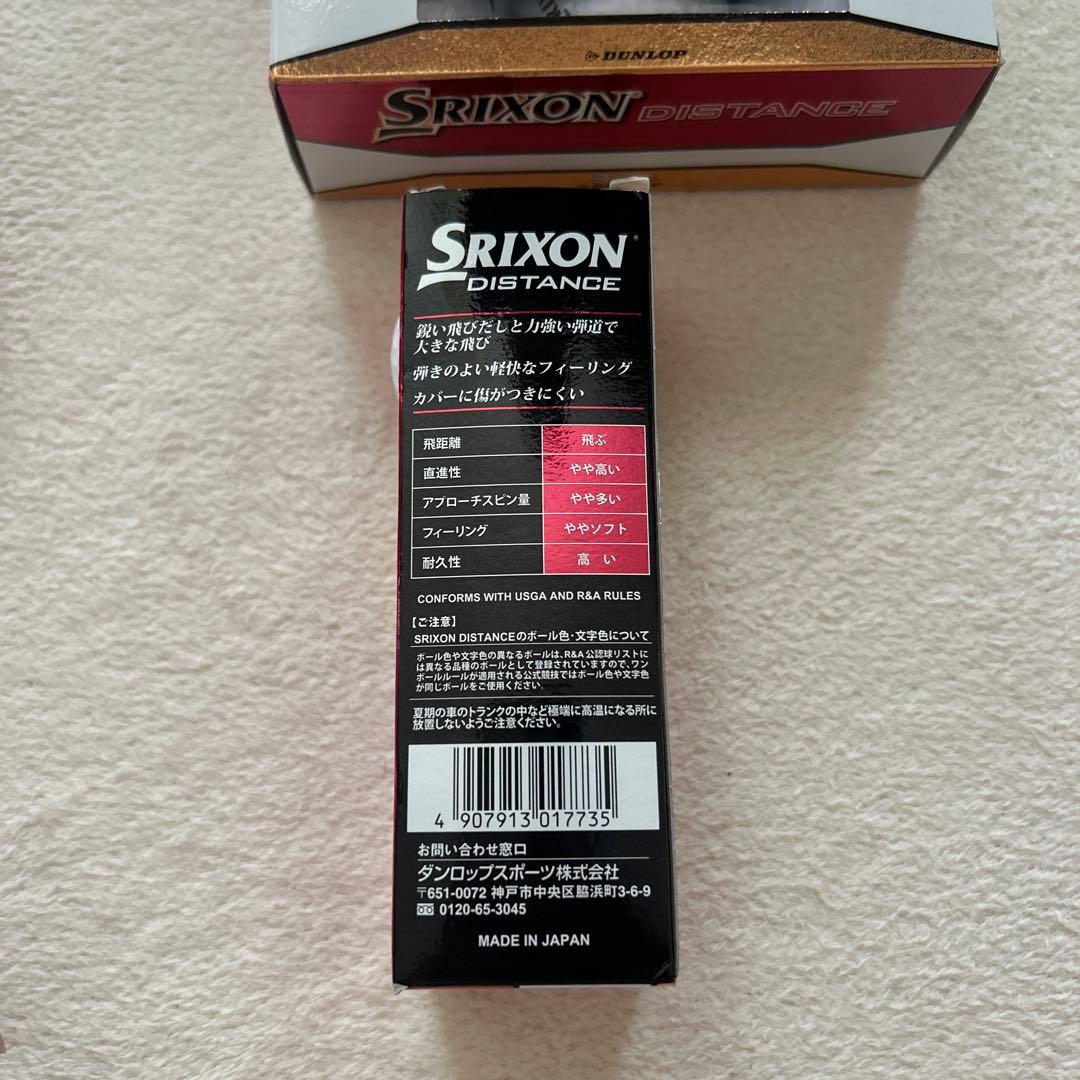 DUNLOP
SRIXON DISTANCE
SRIXON
DISTANCE
鋭い飛びだしと力強い弾道で
大きな飛び
弾きのよい軽快なフィーリング
カバーに傷がつきにくい
飛距離 飛ぶ
直進性 やや高い
アプローチスピン量 やや多い
フィーリング ややソフト
耐久性 高 い
CONFORMS WITH USGA AND R&A RULES
【ご注意】
SRIXON DISTANCEのボール色・文字色について
ボール色や文字色の異なるボールは、R&A公認球リストに
は異なる品種のボールとして登録されていますので、ワン
ボールルールが適用される公式競技ではボール色や文字色
が同じボールをご使用ください。
夏期の車のトランクの中など極端に高温になる所に
放置しないようご注意ください。
4 907913 017735
お問い合わせ窓口
ダンロップスポーツ株式会社
〒651-0072 神戸市中央区脇浜町3-6-9
0120-65-3045
MADE IN JAPAN